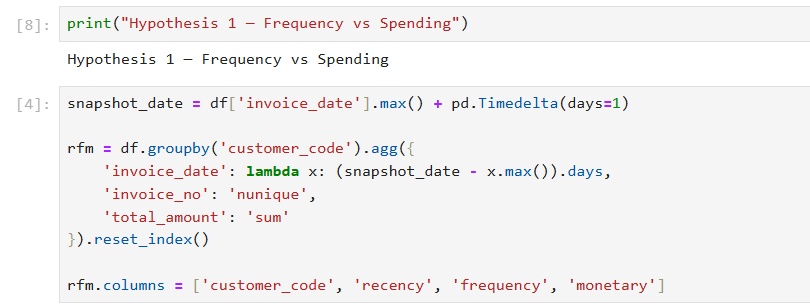 [8]: print("Hypothesis 1 — Frequency vs Spending")
Hypothesis 1 — Frequency vs Spending
[4]: snapshot_date = df['invoice_date'].max() + pd.Timedelta(days=1)
rfm = df.groupby('customer_code').agg({
    'invoice_date': lambda x: (snapshot_date - x.max()).days,
    'invoice_no': 'nunique',
    'total_amount': 'sum'
}).reset_index()
rfm.columns = ['customer_code', 'recency', 'frequency', 'monetary']